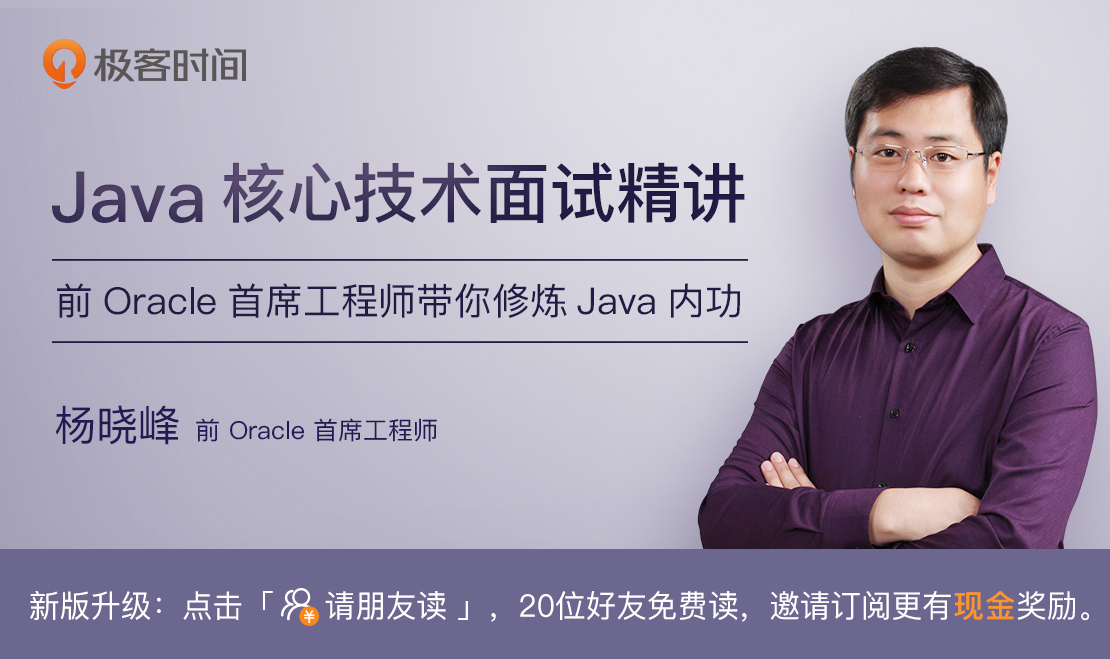 极客时间
Java 核心技术面试精讲
前 Oracle 首席工程师带你修炼 Java 内功
杨晓峰 前 Oracle 首席工程师
新版升级：点击「 ¥ 请朋友读 」，20位好友免费读，邀请订阅更有现金奖励。